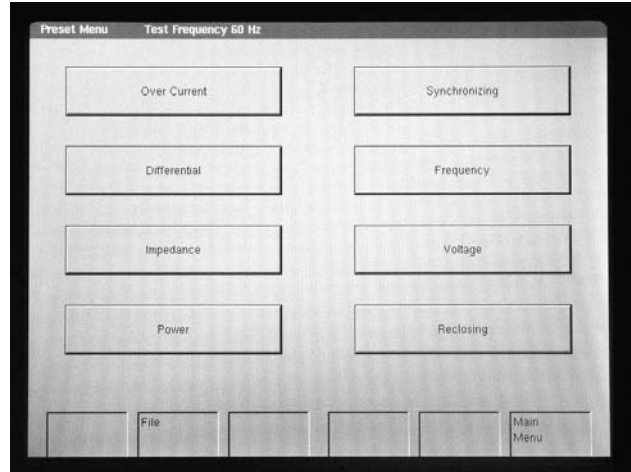 Preset Menu Test Frequency 60 Hz
Over Current
Synchronizing
Differential
Frequency
Impedance
Voltage
Power
Reclosing
File
Main
Menu